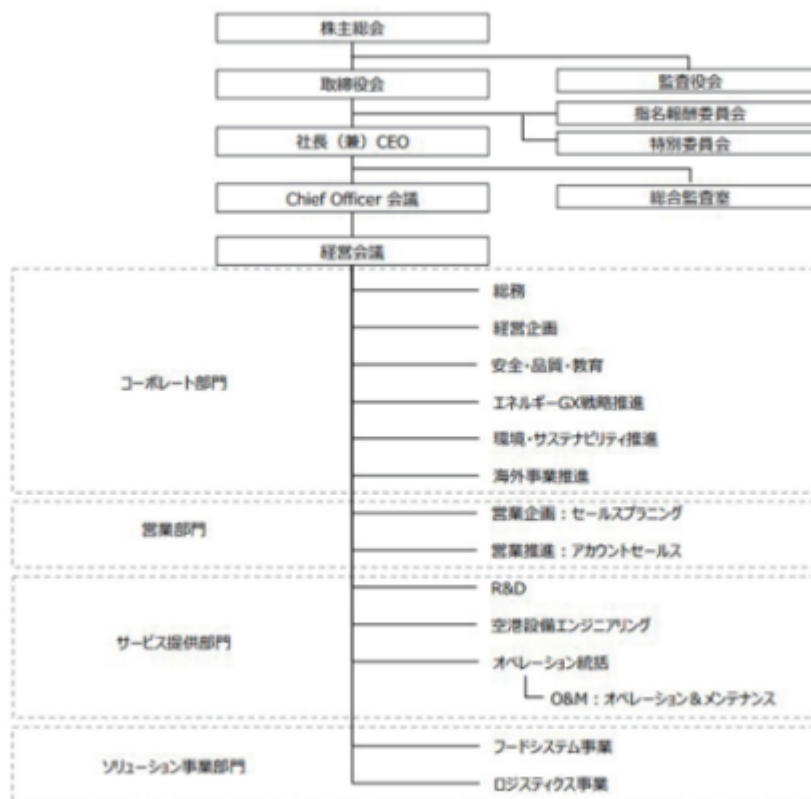 株主総会
取締役会
監査役会
指名報酬委員会
社長（兼）CEO
特別委員会
Chief Officer 会議
総合監査室
経営会議
コーポレート部門
総務
経営企画
安全・品質・教育
エネルギーGX戦略推進
環境・サステナビリティ推進
海外事業推進
営業部門
営業企画：セールスプラニング
営業推進：アカウントセールス
サービス提供部門
R&D
空港設備エンジニアリング
オペレーション統括
O&M：オペレーション＆メンテナンス
ソリューション事業部門
フードシステム事業
ロジスティクス事業